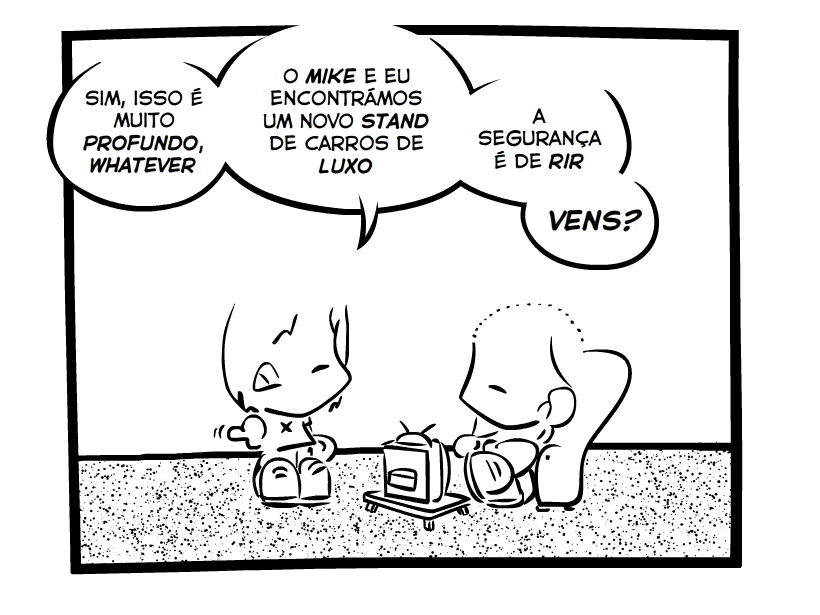 SIM, ISSO É
MUITO
PROFUNDO,
WHATEVER
O MIKE E EU
ENCONTRÁMOS
UM NOVO STAND
DE CARROS DE
LUXO
A
SEGURANÇA
É DE RIR
VENS?